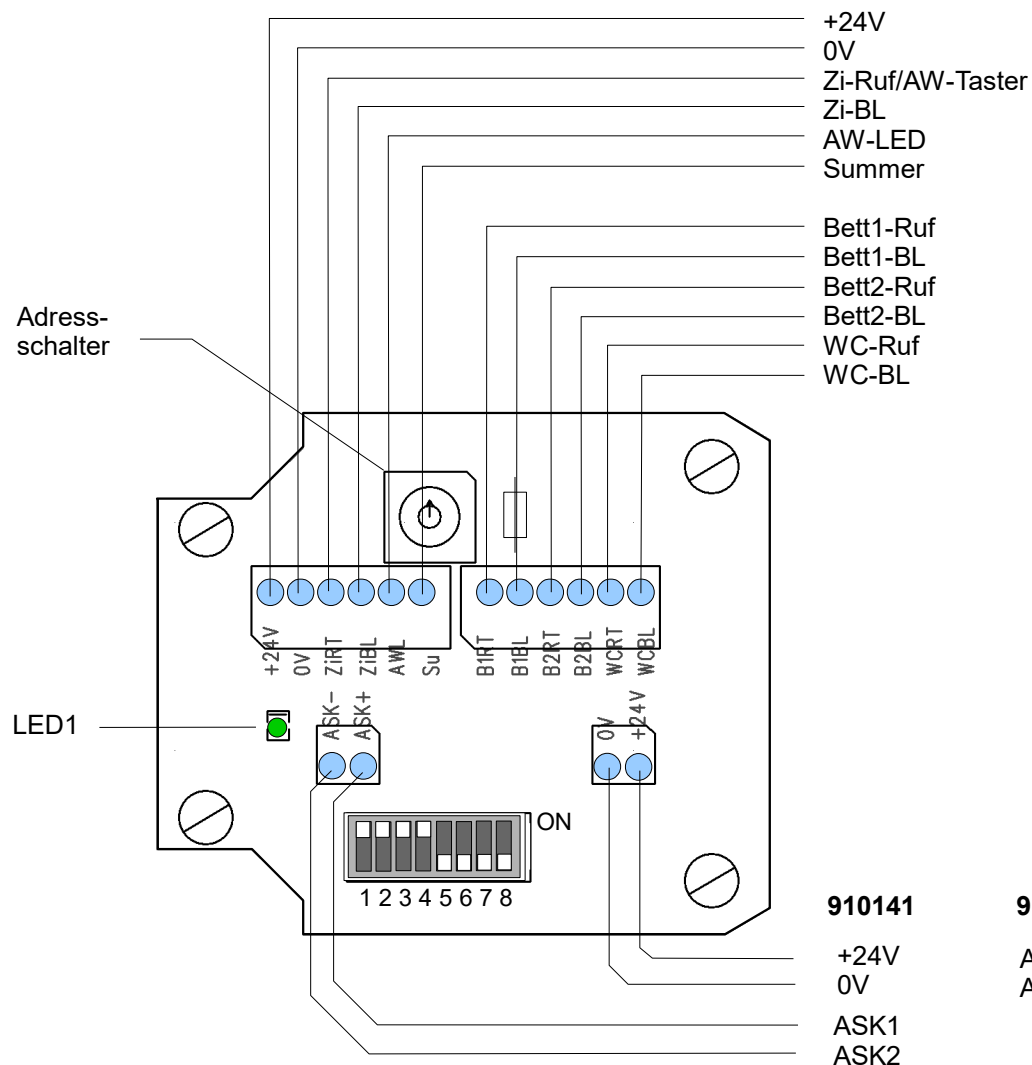 +24V
0V
Zi-Ruf/AW-Taster
Zi-BL
AW-LED
Summer
Bett1-Ruf
Bett1-BL
Bett2-Ruf
Bett2-BL
WC-Ruf
WC-BL
Adress-
schalter
+24V
0V
ZiRT
ZiBL
AWL
Su
B1RT
B1BL
B2RT
B2BL
WCRT
WCBL
LED1
ASK-
ASK+
0V
+24V
ON
1 2 3 4 5 6 7 8
910141 9
+24V A
0V A
ASK1
ASK2